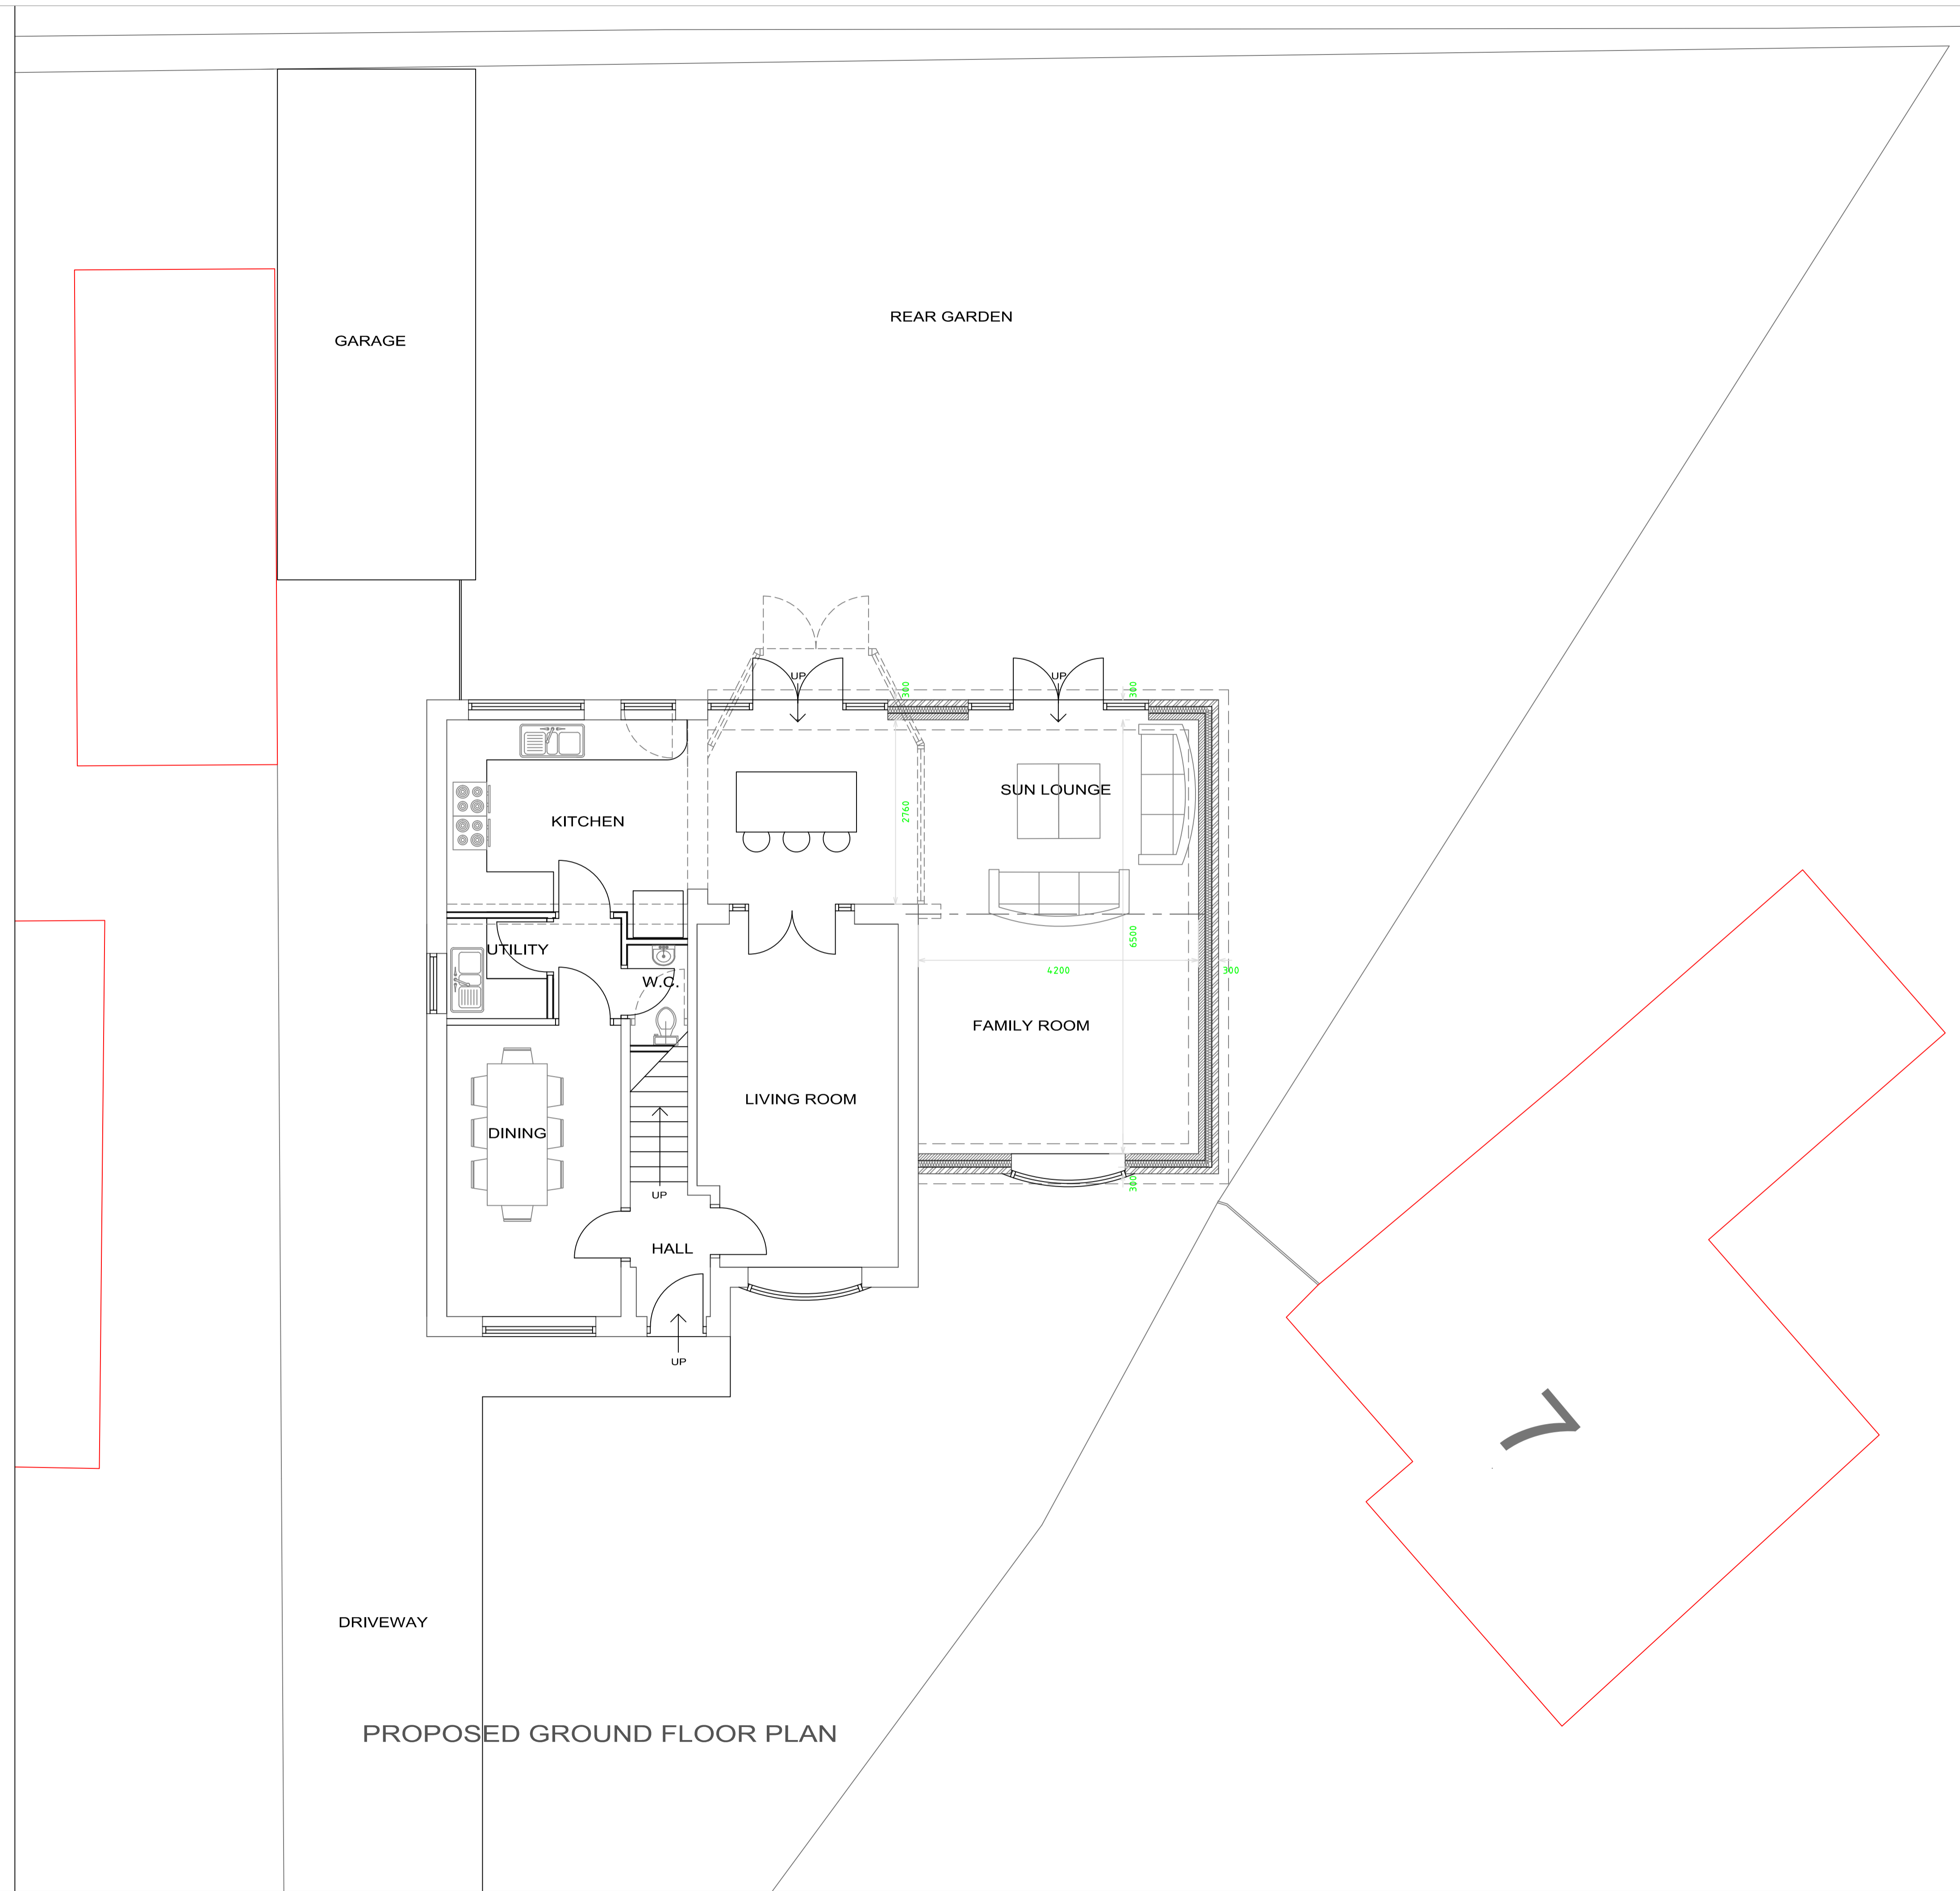 REAR GARDEN
GARAGE
UP
UP
300
300
SUN LOUNGE
2760
KITCHEN
6500
UTILITY
4200
300
W.C.
FAMILY ROOM
LIVING ROOM
DINING
300
UP
HALL
UP
7
DRIVEWAY
PROPOSED GROUND FLOOR PLAN